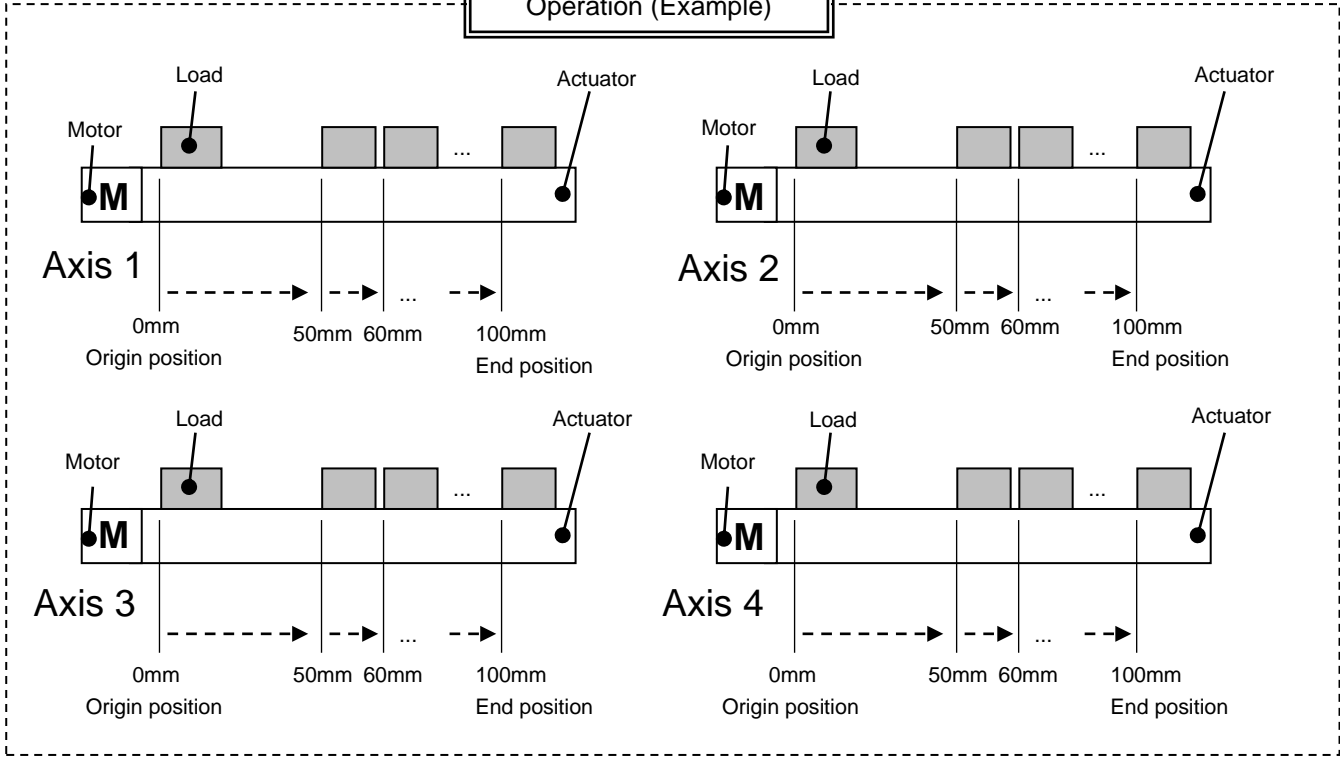 Operation (Example)
Load
Actuator
Motor
M
...
Axis 1
...
0mm
50mm 60mm
100mm
Origin position
End position
Load
Actuator
Motor
M
...
Axis 2
...
0mm
50mm 60mm
100mm
Origin position
End position
Load
Actuator
Motor
M
...
Axis 3
...
0mm
50mm 60mm
100mm
Origin position
End position
Load
Actuator
Motor
M
...
Axis 4
...
0mm
50mm 60mm
100mm
Origin position
End position